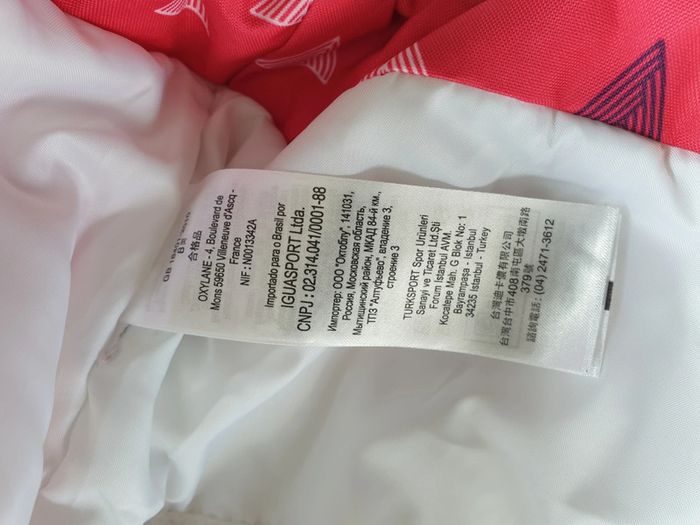 合格品
OXYLANE - 4, Boulevard de
Mons 59650 Villeneuve d'Ascq -
France
NIF : N0013342A
Importado para o Brasil por
IGUASPORT Ltda.
CNPJ : 02.314.041/0001-88
Импортер: ООО "Октоблу", 141031,
Россия, Московская область,
Мытищинский район, МКАД 84-й км.,
ТПЗ "Алтуфьево", владение 3,
строение 3
TURKSPORT Spor Urünleri
Sanayi ve Ticaret Ltd.Şti
Forum Istanbul AVM.
Kocatepe Mah. G Blok No: 1
Bayrampaşa - Istanbul
34235 Istanbul - Turkey
台灣迪卡儂有限公司
台灣台中市408南屯區大墩南路
379號
諮詢電話 : (04) 2471-3612